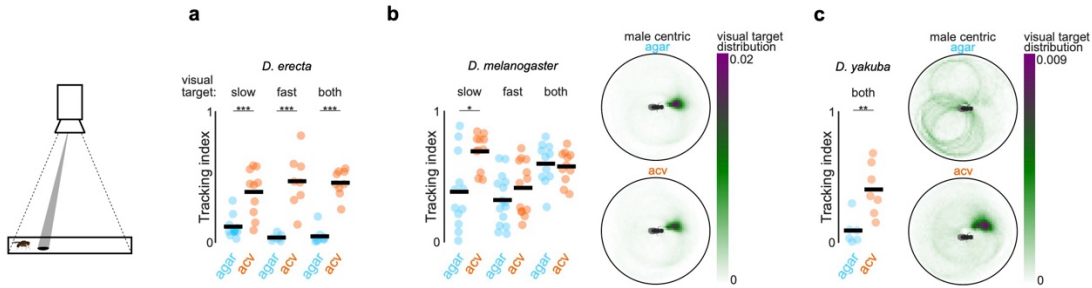 a
D. erecta
visual
target:
slow fast both
*** *** ***
1
Tracking index
0
agar acv agar acv agar acv
b
D. melanogaster
slow fast both
*
1
Tracking index
0
agar acv agar acv agar acv
male centric
agar
acv
visual target
distribution
0.02
0
c
D. yakuba
both
**
1
Tracking index
0
agar acv
male centric
agar
acv
visual target
distribution
0.009
0